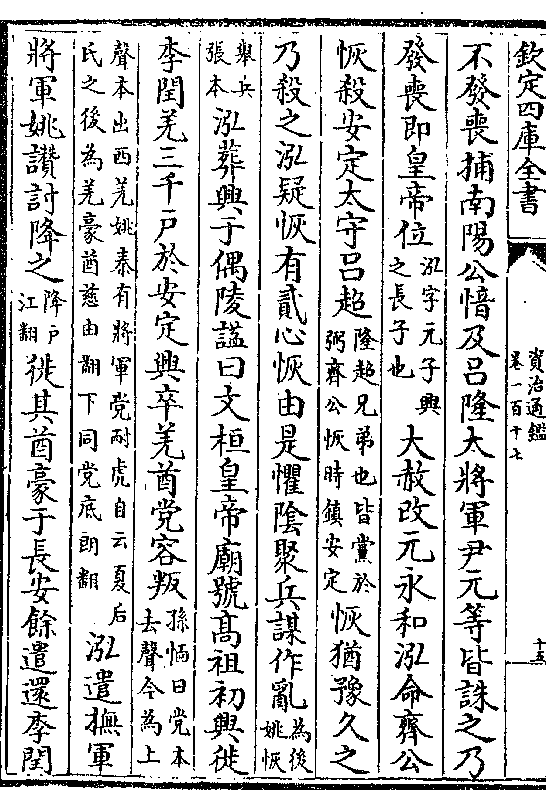 欽定四庫全書
資治通鑑
卷一百十七
十五
不發喪捕南陽公愔及呂隆大將軍尹元等皆誅之乃
發喪即皇帝位泓字元子興之長子也大赦改元永和泓命齊公
恢殺安定太守呂超隆超兄弟也皆黨於弼齊公恢時鎮安定恢猶豫久之
乃殺之泓疑恢有貳心恢由是懼陰聚兵謀作亂為後姚恢
舉兵張本泓葬興于偶陵謚曰文桓皇帝廟號髙祖初興徙
李閏羌三千戸於安定興卒羌酋党容叛孫愐曰党本去聲今為上
聲本出西羌姚秦有將軍党耐虎自云夏后氏之後為羌豪酋慈由翻下同党底朗翻泓遣撫軍
將軍姚讚討降之降戸江翻徙其酋豪于長安餘遣還李閏